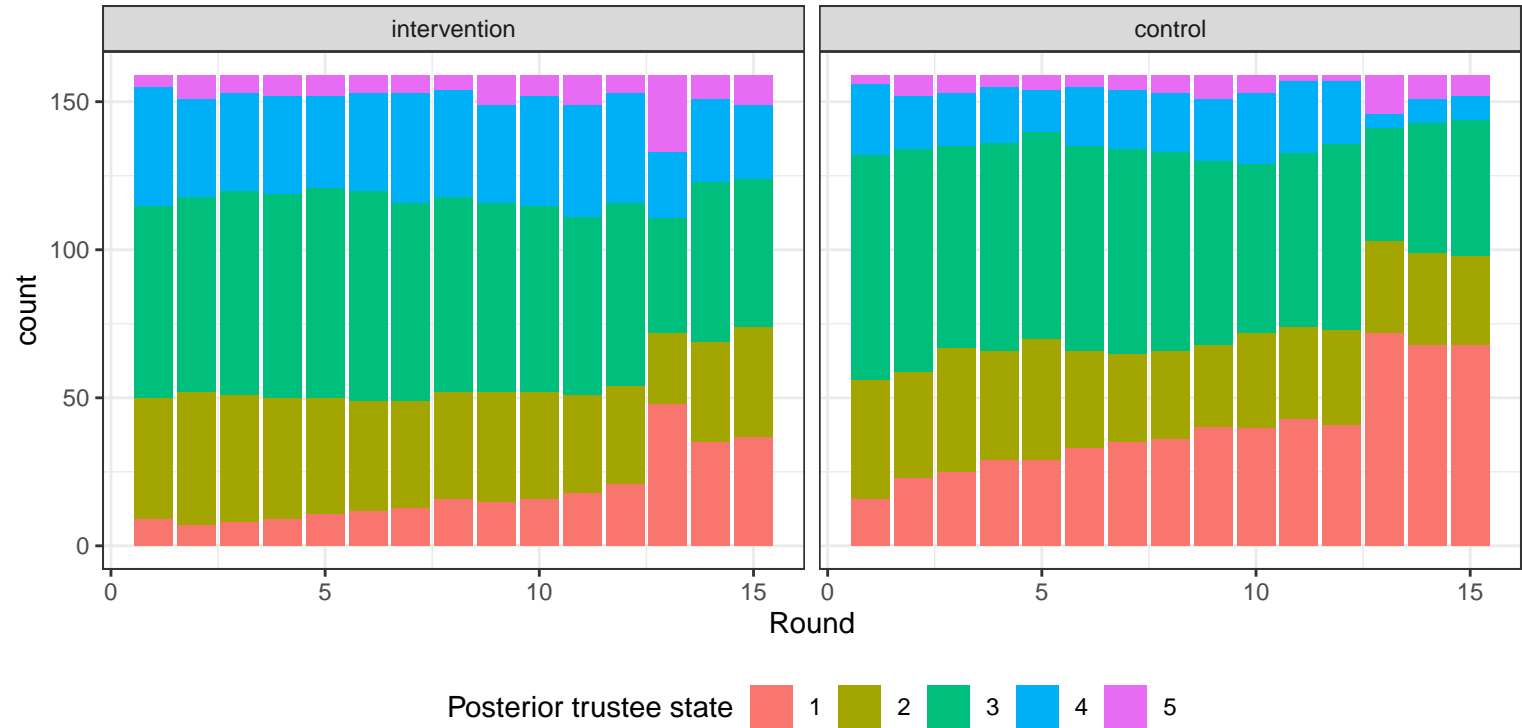 intervention control
150
100
50
0
count
0 5 10 15 0 5 10 15
Round
Posterior trustee state 1 2 3 4 5